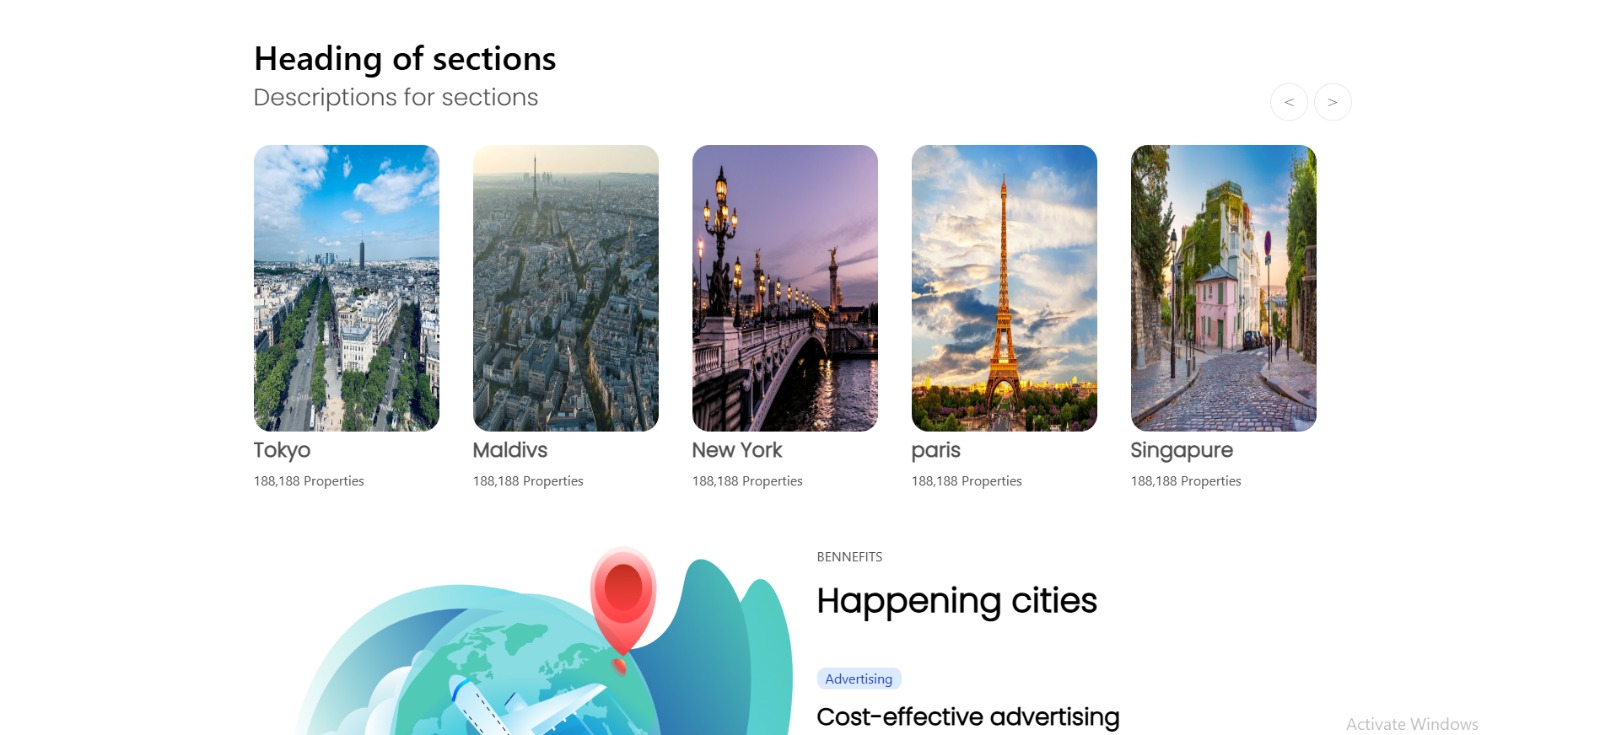 Heading of sections
Descriptions for sections
< >
Tokyo
188,188 Properties
Maldivs
188,188 Properties
New York
188,188 Properties
paris
188,188 Properties
Singapure
188,188 Properties
BENNEFITS
Happening cities
Advertising
Cost-effective advertising
Activate Windows